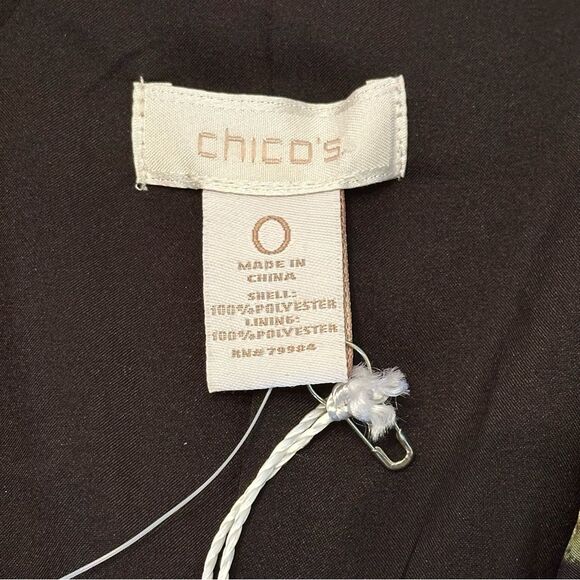 chico's
0
MADE IN
CHINA
SHELL:
100%POLYESTER
LINING:
100%POLYESTER
RN# 79984